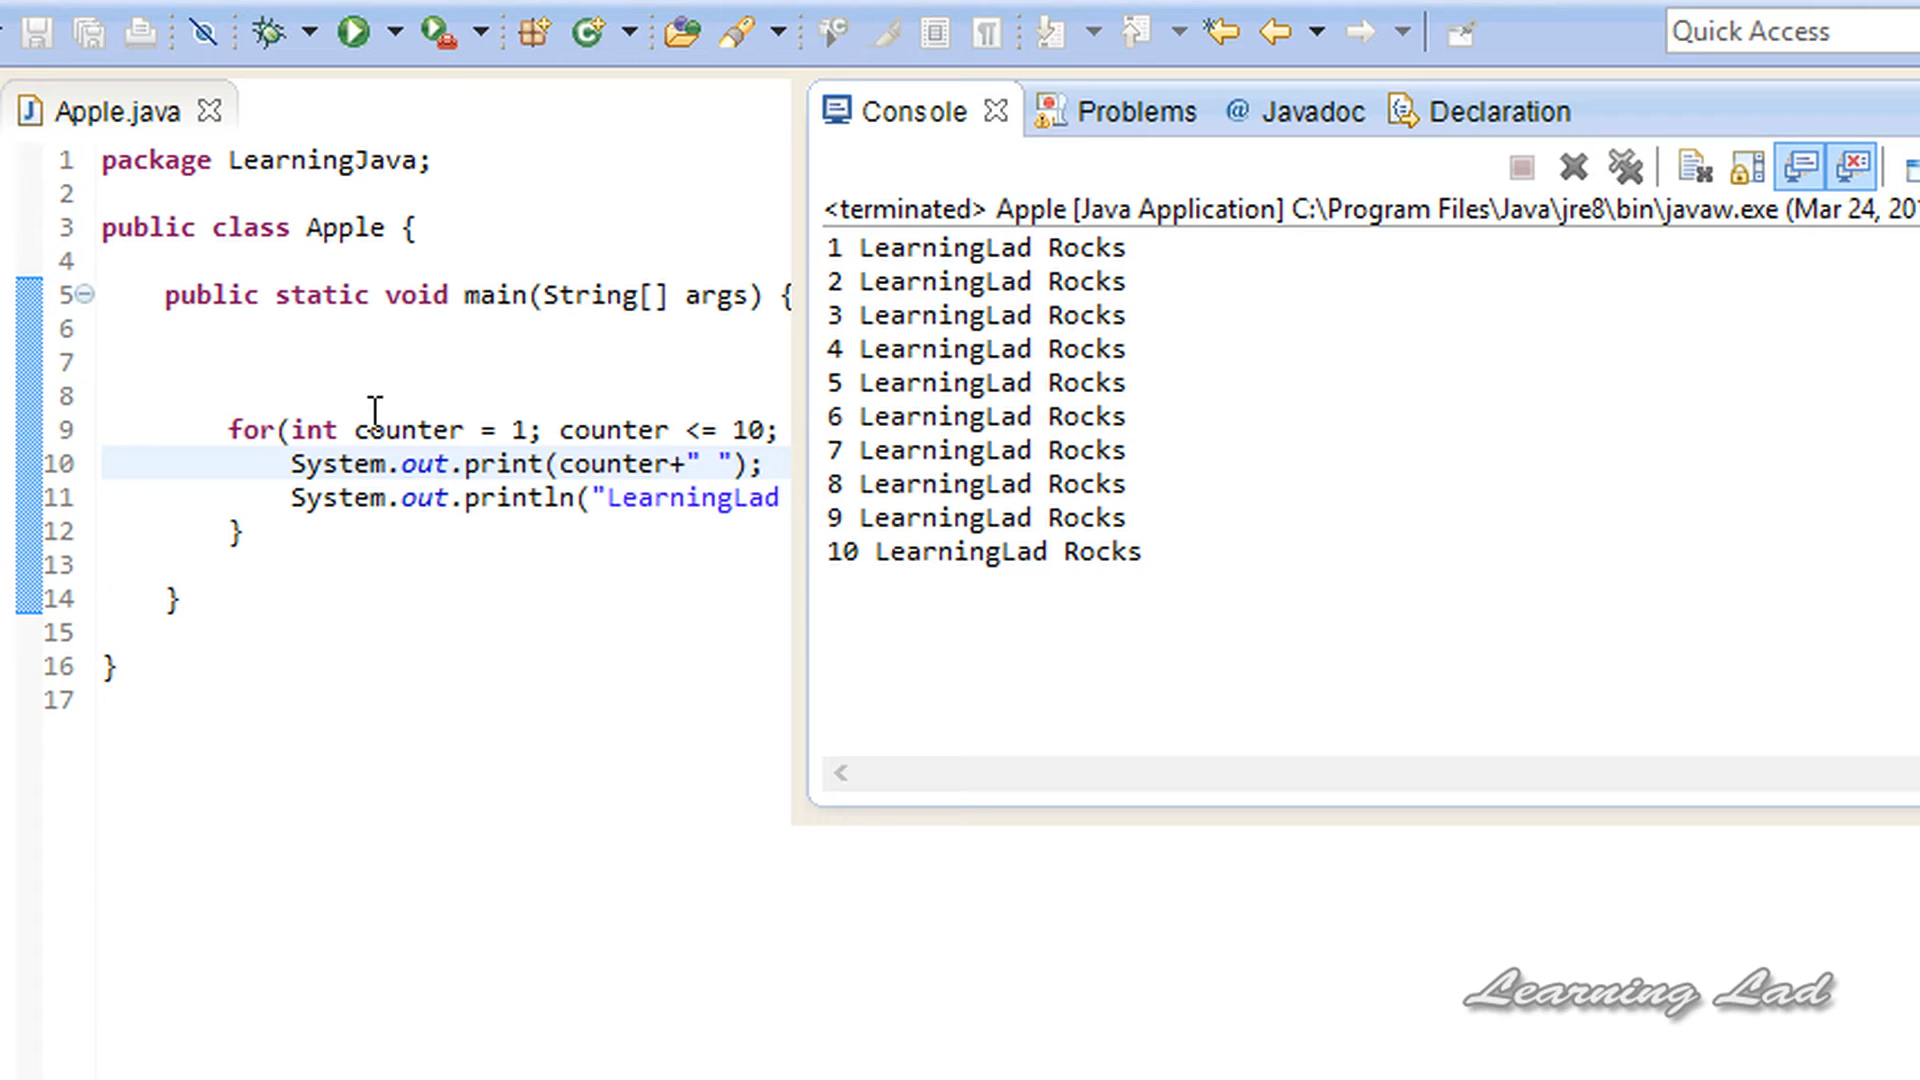 Quick Access
Apple.java
1 package LearningJava;
2
3 public class Apple {
4
5 public static void main(String[] args) {
6
7
8
9 for(int counter = 1; counter <= 10;
10 System.out.print(counter+" ");
11 System.out.println("LearningLad
12 }
13
14 }
15
16 }
17
Console Problems @ Javadoc Declaration
<terminated> Apple [Java Application] C:\Program Files\Java\jre8\bin\javaw.exe (Mar 24, 20
1 LearningLad Rocks
2 LearningLad Rocks
3 LearningLad Rocks
4 LearningLad Rocks
5 LearningLad Rocks
6 LearningLad Rocks
7 LearningLad Rocks
8 LearningLad Rocks
9 LearningLad Rocks
10 LearningLad Rocks
Learning Lad